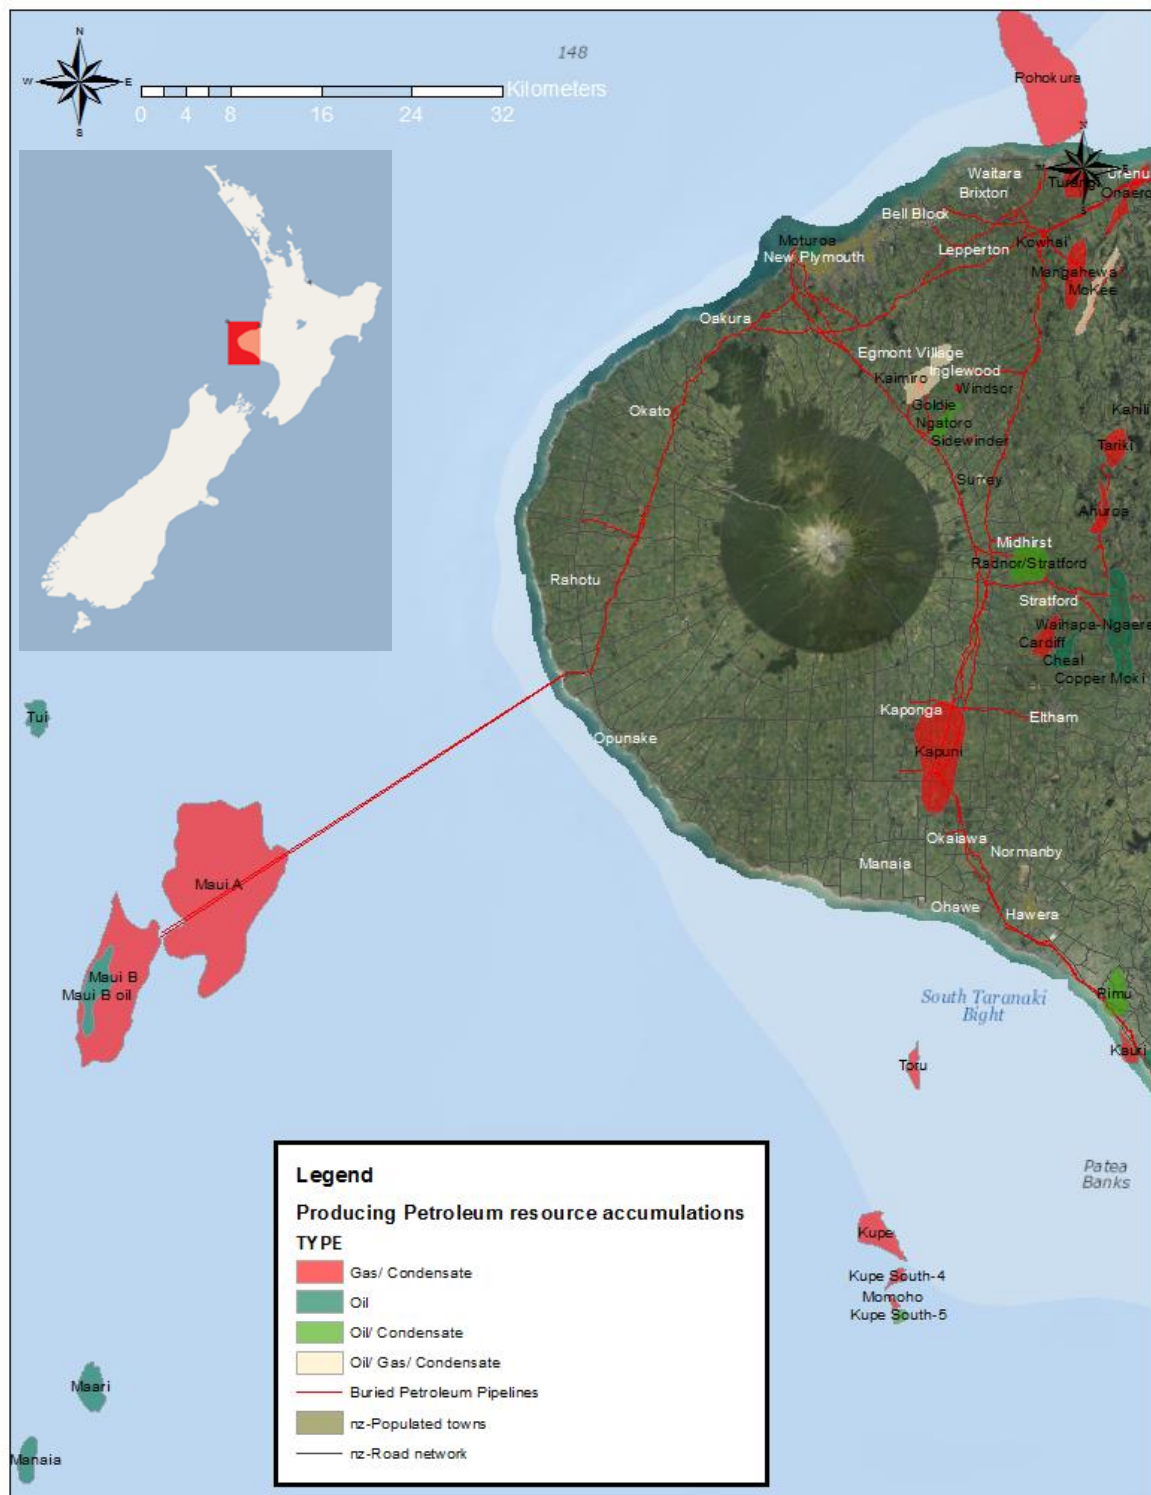 N
W
E
S
148
Kilometers
0 4 8 16 24 32
Pohokura
N
Waitara
Turangi
Urenui
Brixton
Onaero
S
Bell Block
Moturoa
Lepperton
Kowhai
New Plymouth
Mangahewa
McKee
Oakura
Egmont Village
Inglewood
Kaimiro
Windsor
Okato
Goldie
Kahili
Ngatoro
Sidewinder
Tariki
Surrey
Ahuroa
Midhirst
Radnor/Stratford
Rahotu
Stratford
Waihapa-Ngaere
Cardiff
Cheal
Copper Moki
Tui
Kaponga
Eltham
Opunake
Kapuni
Okaiawa
Normanby
Manaia
Maui A
Ohawe
Hawera
Maui B
Maui B oil
South Taranaki
Bight
Rimu
Kauri
Toru
Patea
Banks
Kupe
Kupe South-4
Momoho
Kupe South-5
Maari
Manaia
Legend
Producing Petroleum resource accumulations
TYPE
Gas/ Condensate
Oil
Oil/ Condensate
Oil/ Gas/ Condensate
Buried Petroleum Pipelines
nz-Populated towns
nz-Road network